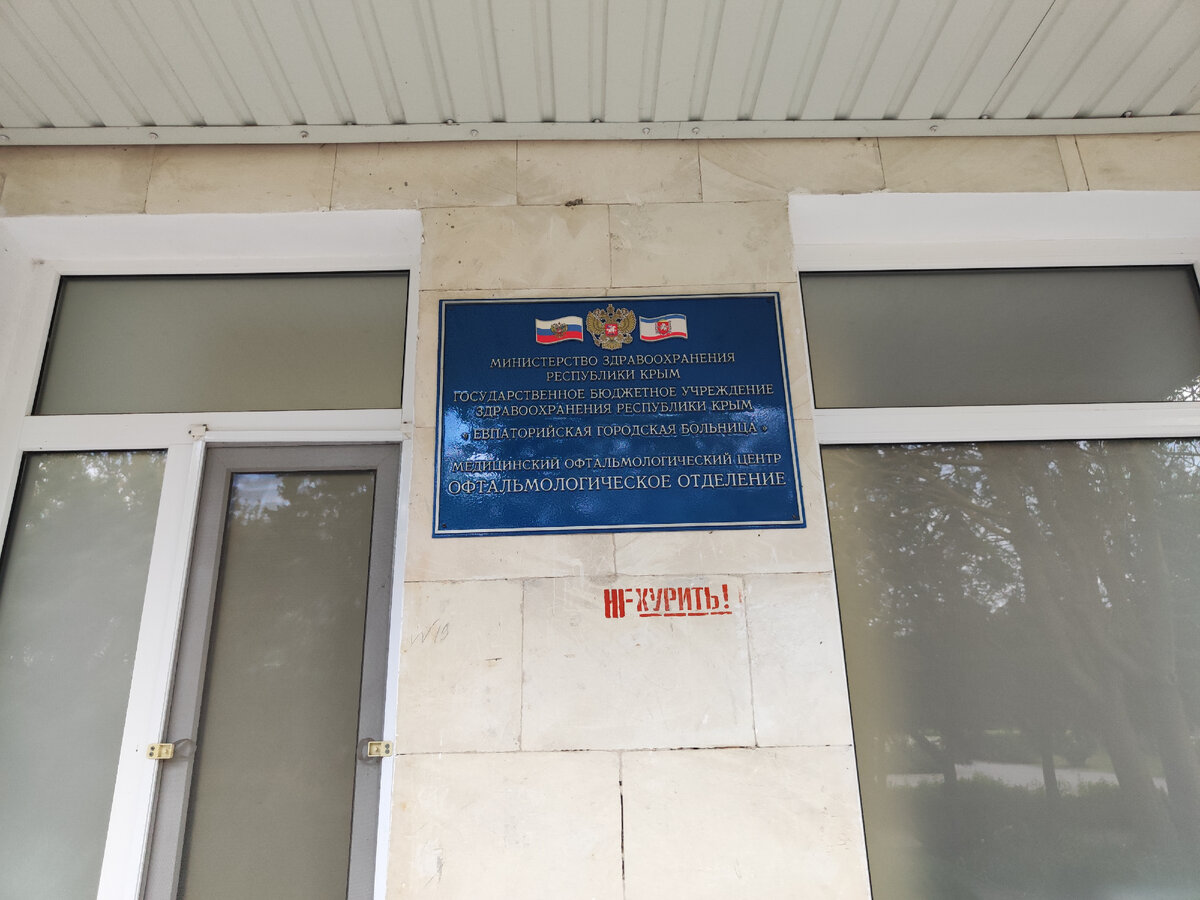 МИНИСТЕРСТВО ЗДРАВООХРАНЕНИЯ
РЕСПУБЛИКИ КРЫМ
ГОСУДАРСТВЕННОЕ БЮДЖЕТНОЕ УЧРЕЖДЕНИЕ
ЗДРАВООХРАНЕНИЯ РЕСПУБЛИКИ КРЫМ
« ЕВПАТОРИЙСКАЯ ГОРОДСКАЯ БОЛЬНИЦА »
МЕДИЦИНСКИЙ ОФТАЛЬМОЛОГИЧЕСКИЙ ЦЕНТР
ОФТАЛЬМОЛОГИЧЕСКОЕ ОТДЕЛЕНИЕ
НЕ КУРИТЬ!